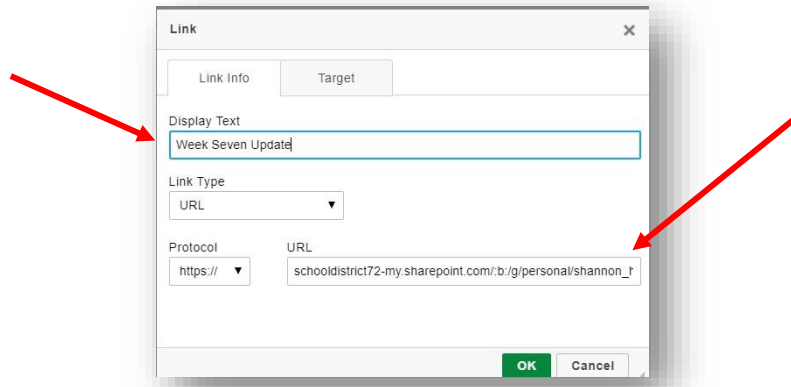 Link
Link Info Target
Display Text
Week Seven Update
Link Type
URL
Protocol URL
https:// schooldistrict72-my.sharepoint.com/:b:/g/personal/shannon_h
OK Cancel